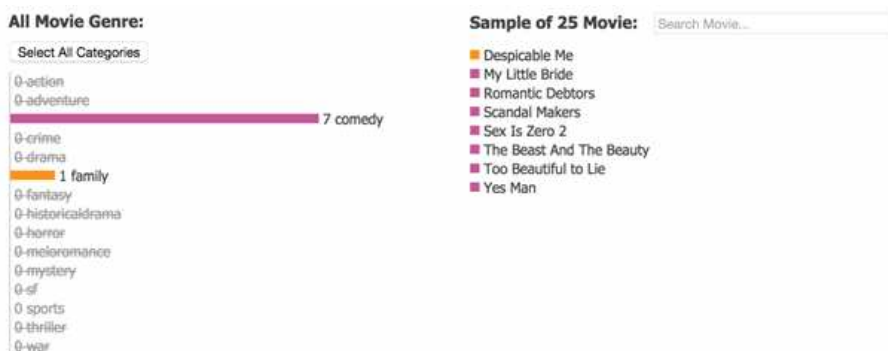 All Movie Genre:
Select All Categories
0 action
0 adventure
7 comedy
0 crime
0 drama
1 family
0 fantasy
0 historicaldrama
0 horror
0 meloromance
0 mystery
0 sf
0 sports
0 thriller
0 war
Sample of 25 Movie:
Search Movie...
Despicable Me
My Little Bride
Romantic Debtors
Scandal Makers
Sex Is Zero 2
The Beast And The Beauty
Too Beautiful to Lie
Yes Man